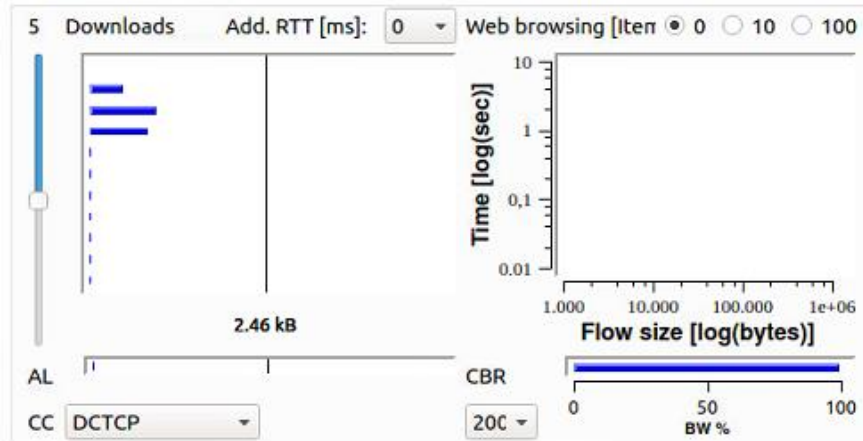 5 Downloads Add. RTT [ms]: 0 Web browsing [Iten 0 10 100
10
1
0,1
0.01
Time [log(sec)]
1.000 10.000 100.000 1e+06
Flow size [log(bytes)]
2.46 kB
AL
CBR
0 50 100
BW %
CC DCTCP
200